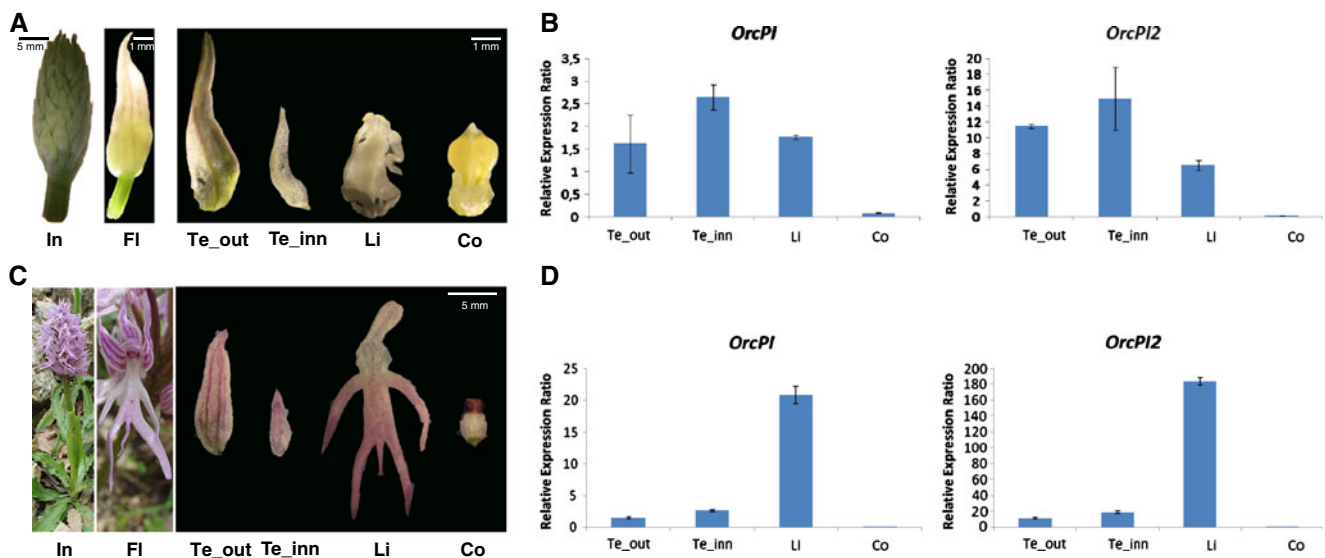 A
5 mm
1 mm
1 mm
In
Fl
Te_out
Te_inn
Li
Co
B
OrcPI
Relative Expression Ratio
3,5
3
2,5
2
1,5
1
0,5
0
Te_out
Te_inn
LI
Co
OrcPI2
Relative Expression Ratio
20
18
16
14
12
10
8
6
4
2
0
Te_out
Te_inn
Li
Co
C
5 mm
In
Fl
Te_out
Te_inn
Li
Co
D
OrcPI
Relative Expression Ratio
25
20
15
10
5
0
Te_out
Te_inn
Li
Co
OrcPI2
Relative Expression Ratio
200
180
160
140
120
100
80
60
40
20
0
Te_out
Te_inn
Li
Co